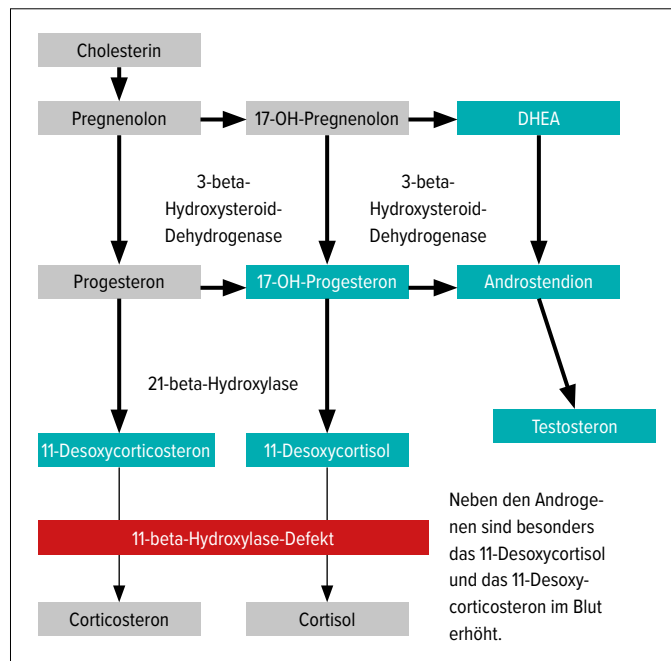 Cholesterin
Pregnenolon
17-OH-Pregnenolon
DHEA
3-beta-
Hydroxysteroid-
Dehydrogenase
3-beta-
Hydroxysteroid-
Dehydrogenase
Progesteron
17-OH-Progesteron
Androstendion
21-beta-Hydroxylase
Testosteron
11-Desoxycorticosteron
11-Desoxycortisol
11-beta-Hydroxylase-Defekt
Corticosteron
Cortisol
Neben den Androge-
nen sind besonders
das 11-Desoxycortisol
und das 11-Desoxy-
corticosteron im Blut
erhöht.